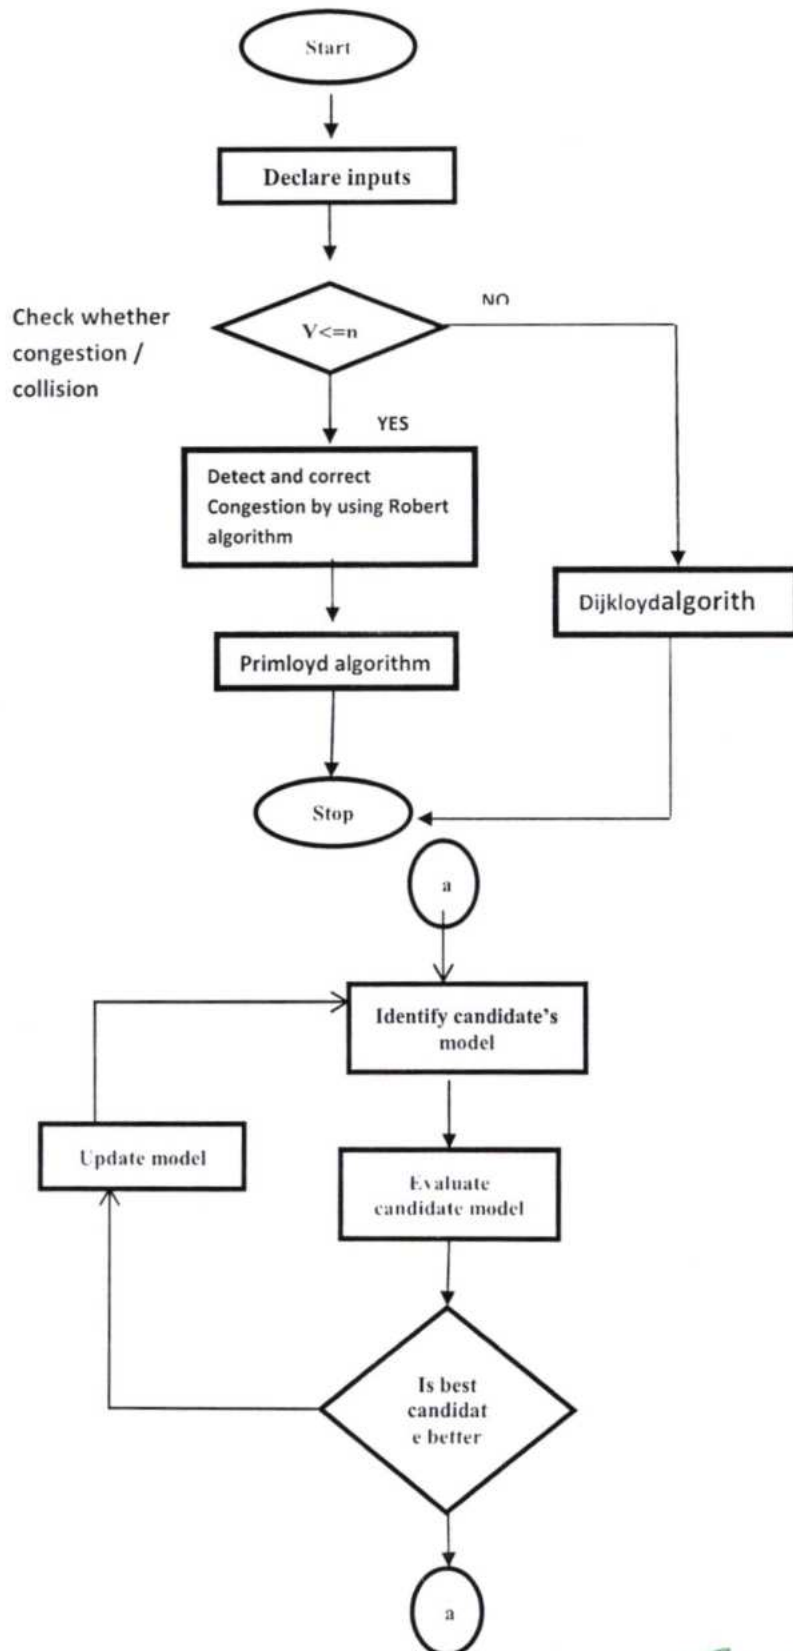 Start
Declare inputs
NO
Check whether
congestion /
collision
V<=n
YES
Detect and correct
Congestion by using Robert
algorithm
Dijkloydalgorith
Primloyd algorithm
Stop
a
Identify candidate's
model
Update model
Evaluate
candidate model
Is best
candidat
e better
a